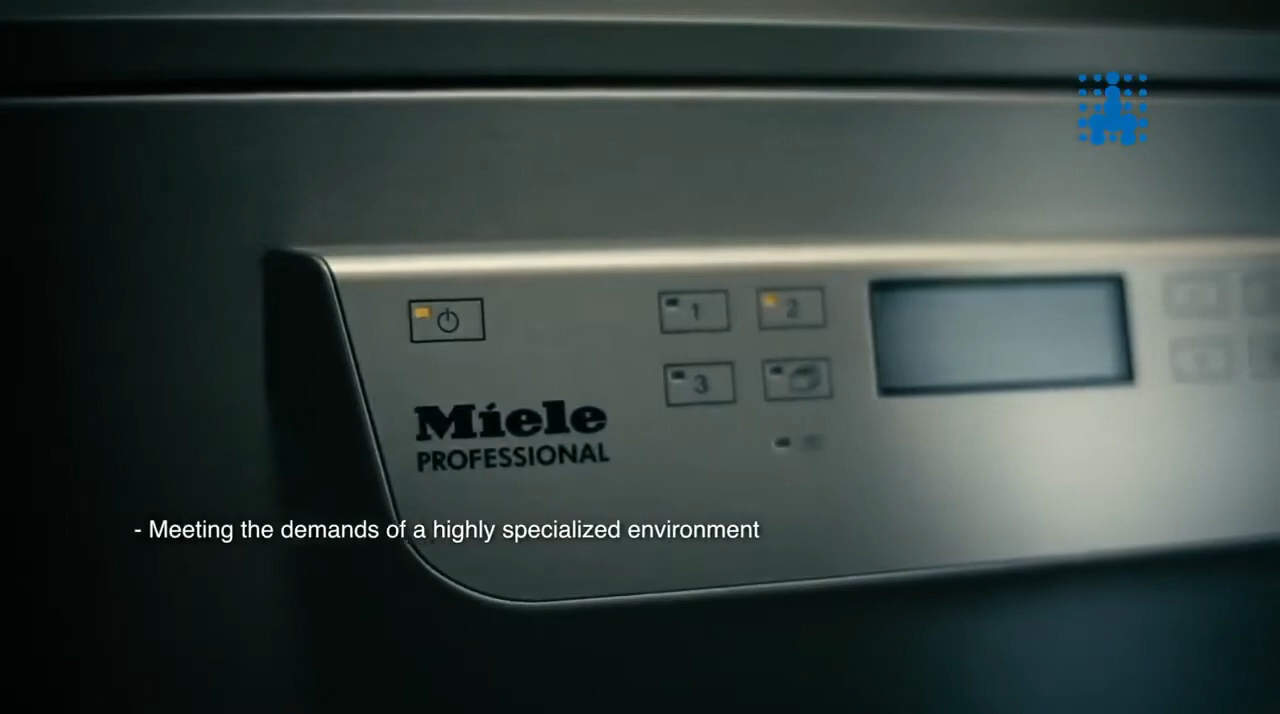 1
2
3
Miele
PROFESSIONAL
- Meeting the demands of a highly specialized environment